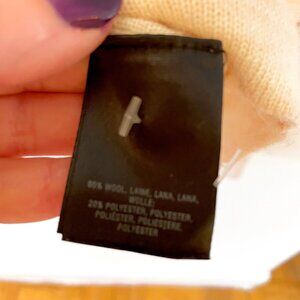 80% WOOL, LAINE, LANA, LANA,
WOLLE;
20% POLYESTER, POLYESTER,
POLIÉSTER, POLIESTERE,
POLYESTER